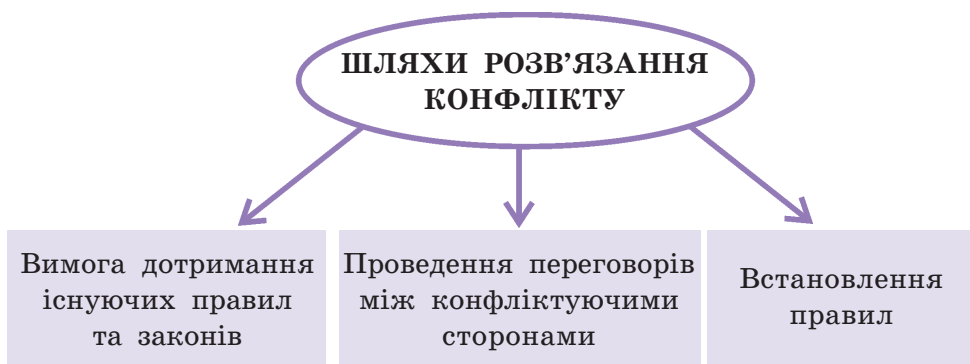 ШЛЯХИ РОЗВ’ЯЗАННЯ
КОНФЛІКТУ
Вимога дотримання
існуючих правил
та законів
Проведення переговорів
між конфліктуючими
сторонами
Встановлення
правил